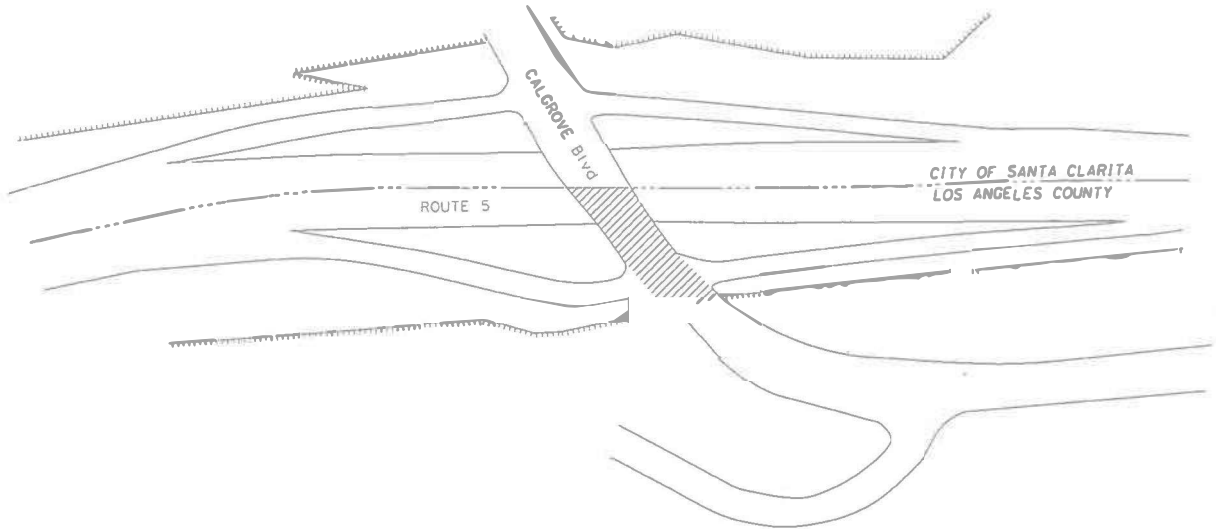 CALGROVE Blvd
CITY OF SANTA CLARITA
LOS ANGELES COUNTY
ROUTE 5